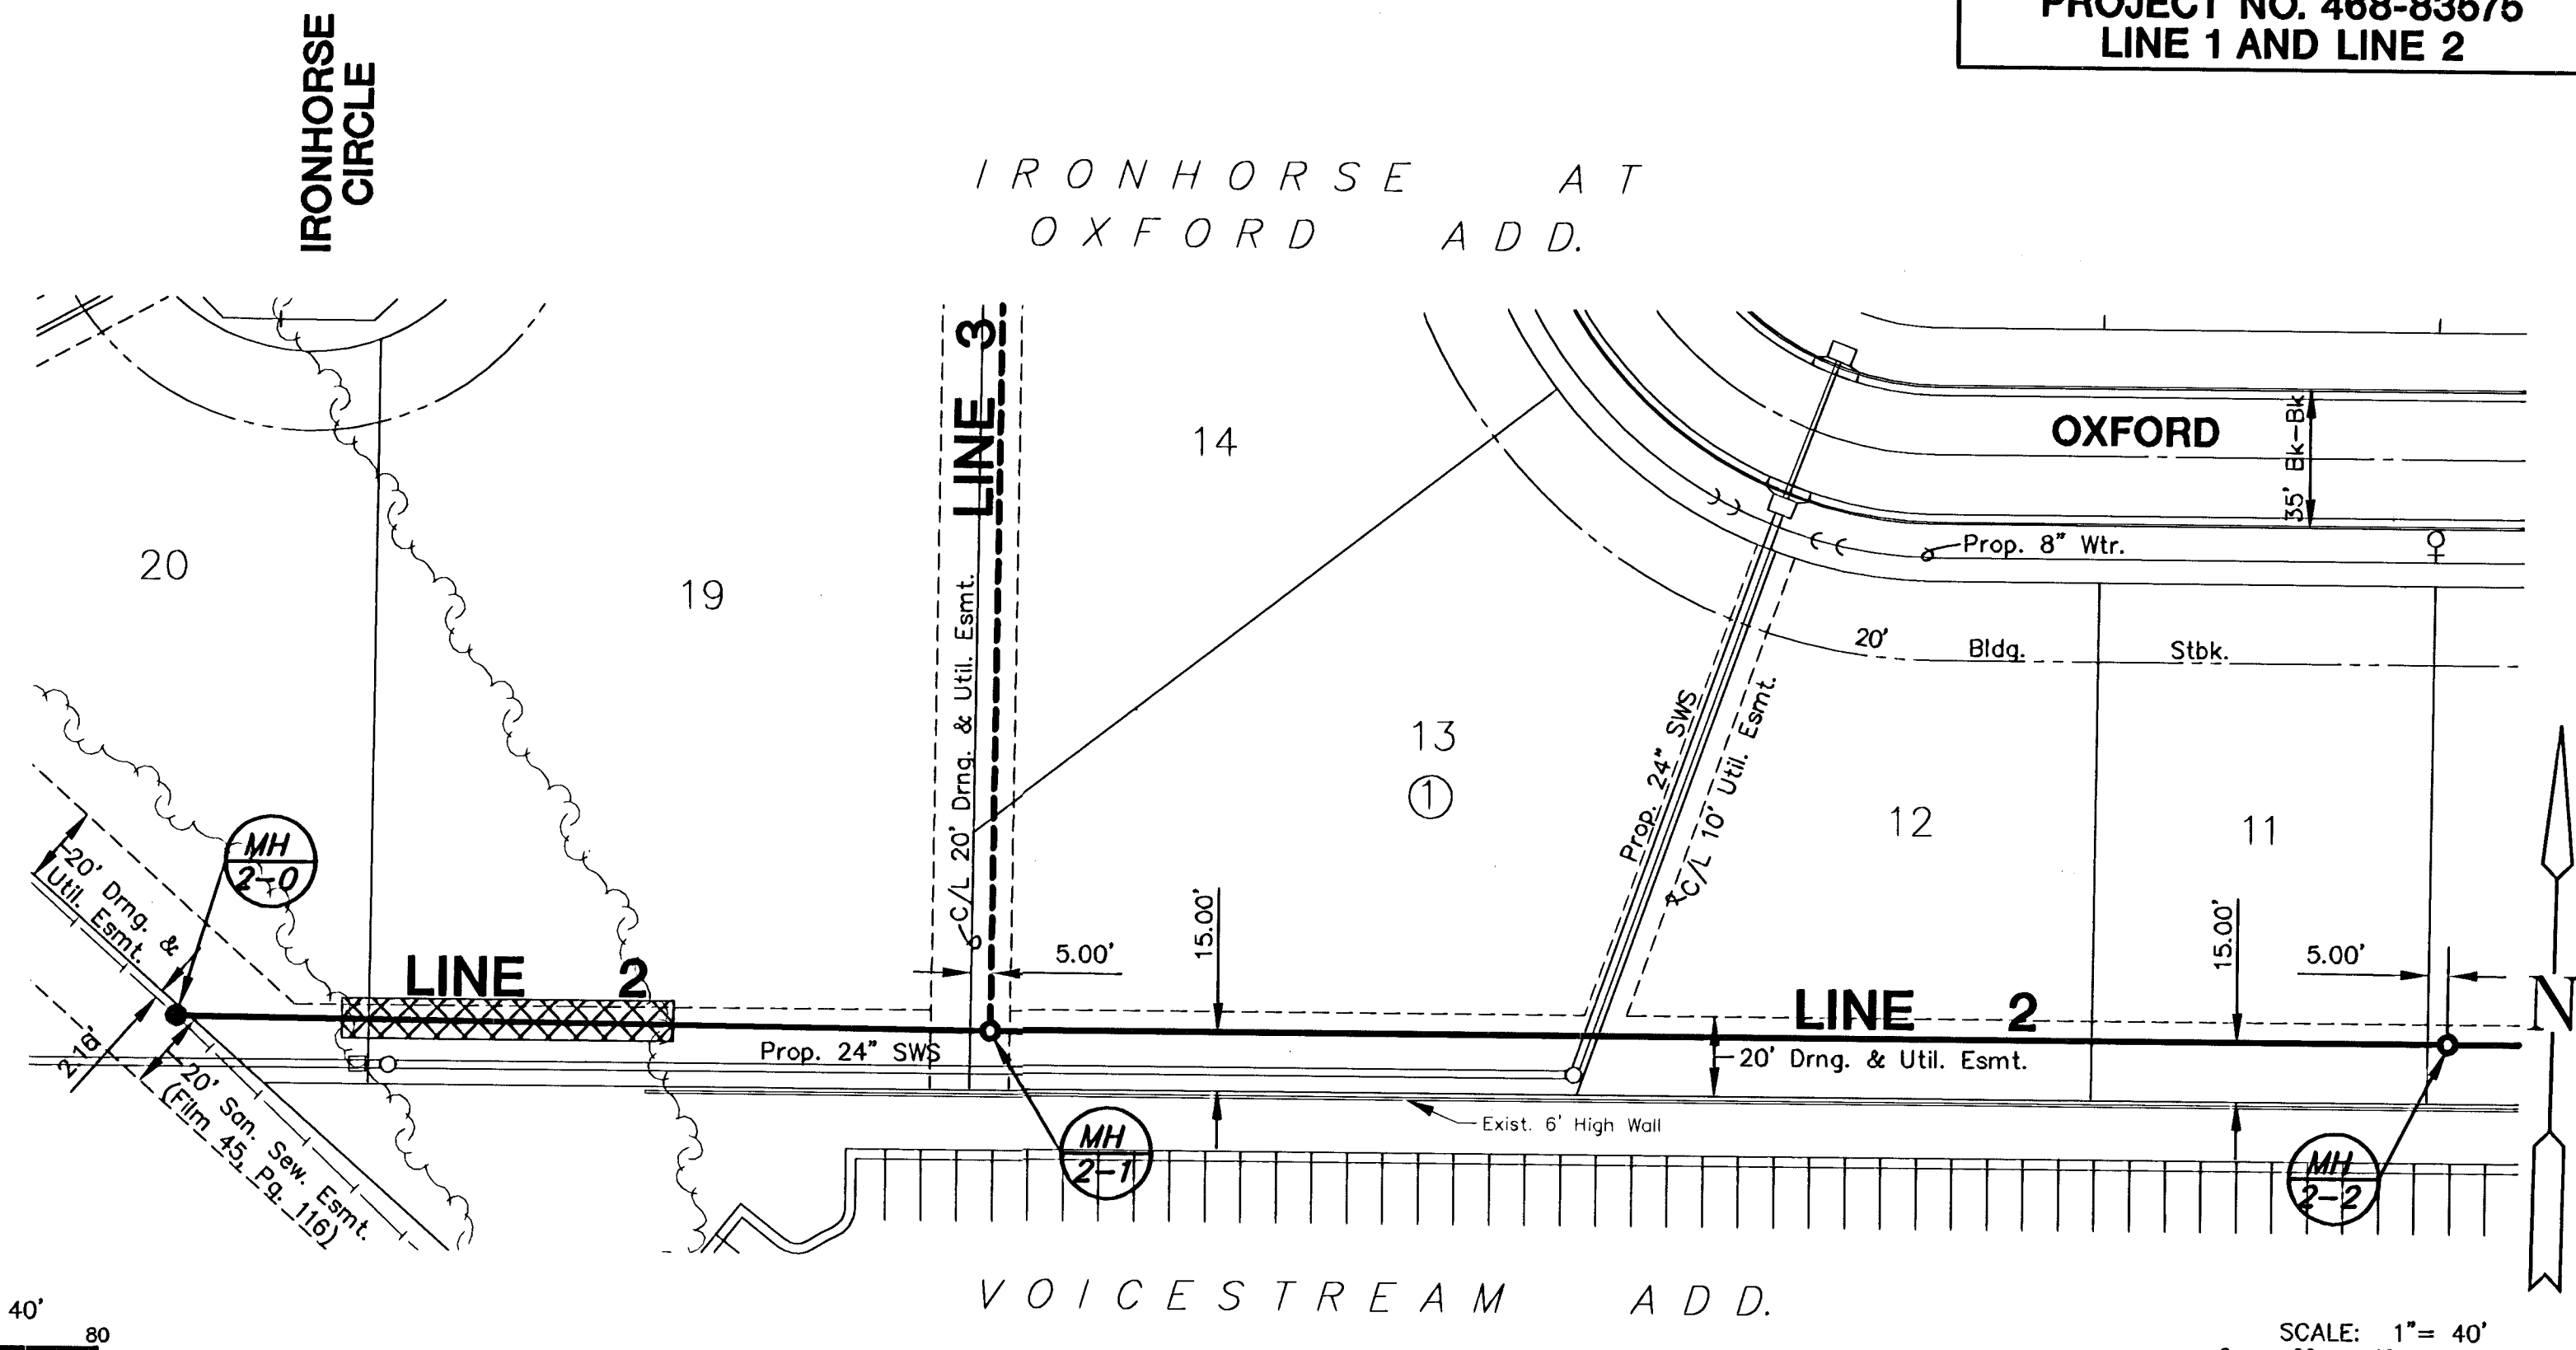 PROJECT NO. 468-83575
LINE 1 AND LINE 2
IRONHORSE
CIRCLE
IRONHORSE AT
OXFORD ADD.
LINE 3
14
OXFORD
35' Bk-Bk
Prop. 8" Wtr.
20
19
C/L 20' Drng. & Util. Esmt.
20' Bldg. Stbk.
Prop. 24" SWS
C/L 10' Util. Esmt.
13
1
12
11
MH
2-0
20' Drng. &
Util. Esmt.
LINE 2
5.00'
15.00'
15.00'
5.00'
N
LINE 2
2.18'
Prop. 24" SWS
20' Drng. & Util. Esmt.
20' San. Sew. Esmt.
(Film 45, Pg. 116)
Exist. 6' High Wall
MH
2-1
MH
2-2
VOICESTREAM ADD.
40'
80
SCALE: 1"= 40'